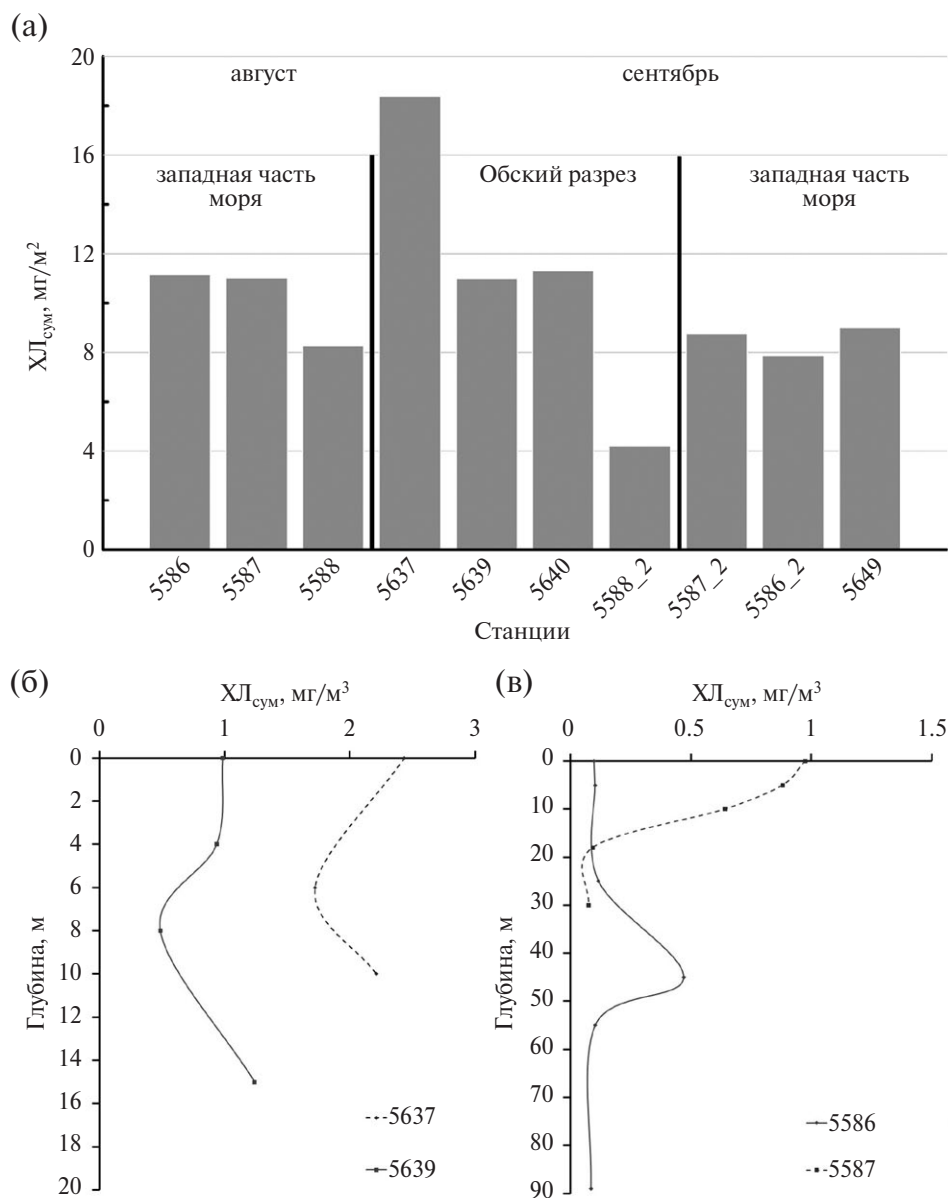 (а)
20
16
12
8
4
0
ХЛсум, мг/м²
август
сентябрь
западная часть
моря
Обский разрез
западная часть
моря
5586
5587
5588
5637
5639
5640
5588_2
5587_2
5586_2
5649
Станции
(б)
ХЛсум, мг/м³
0 1 2 3
0
2
4
6
8
10
12
14
16
18
20
Глубина, м
5637
5639
(в)
ХЛсум, мг/м³
0 0.5 1 1.5
0
10
20
30
40
50
60
70
80
90
Глубина, м
5586
5587